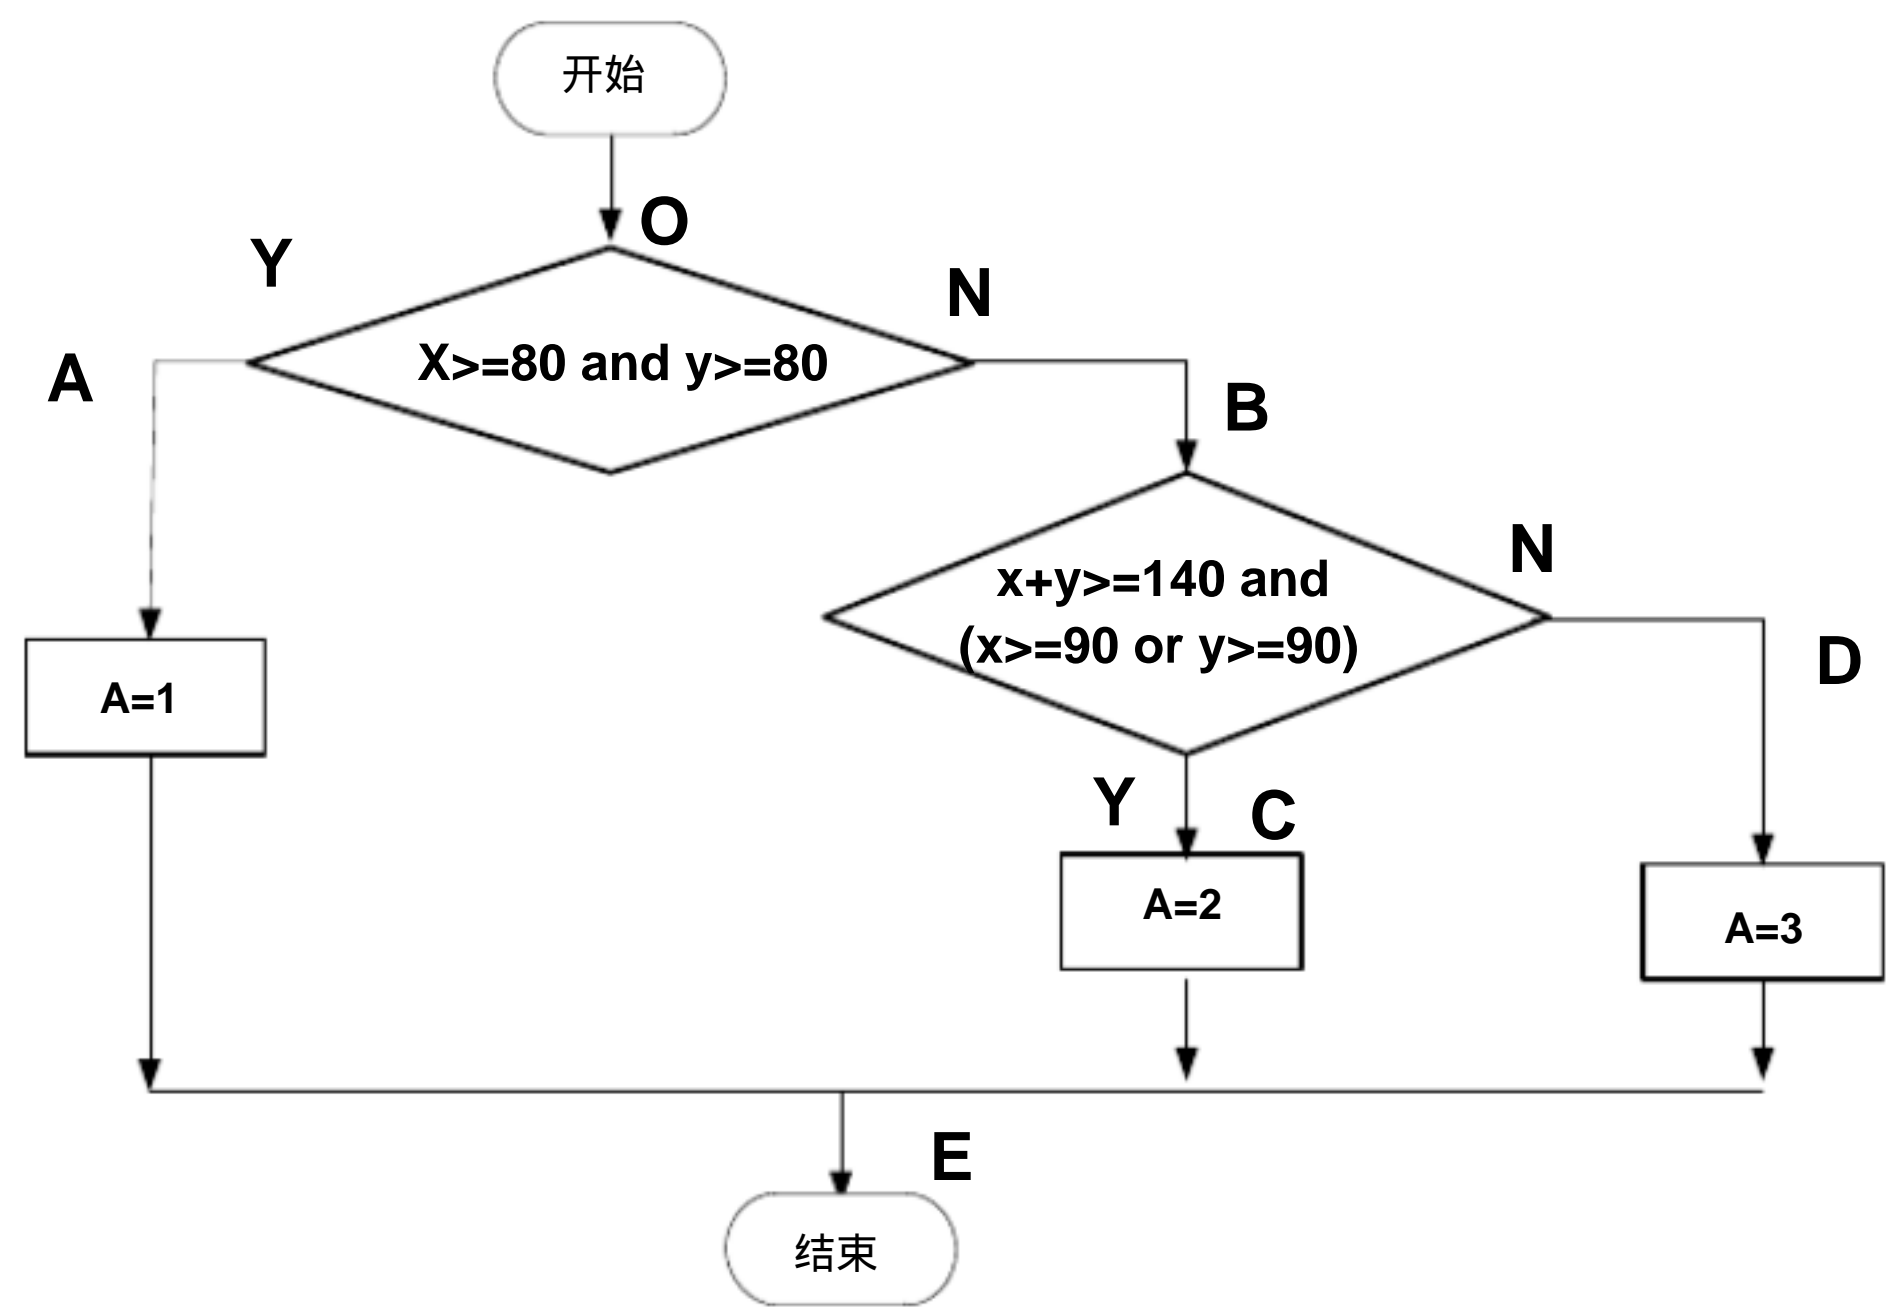 开始
O
Y
N
X>=80 and y>=80
A
B
N
x+y>=140 and
(x>=90 or y>=90)
D
A=1
Y
C
A=2
A=3
E
结束